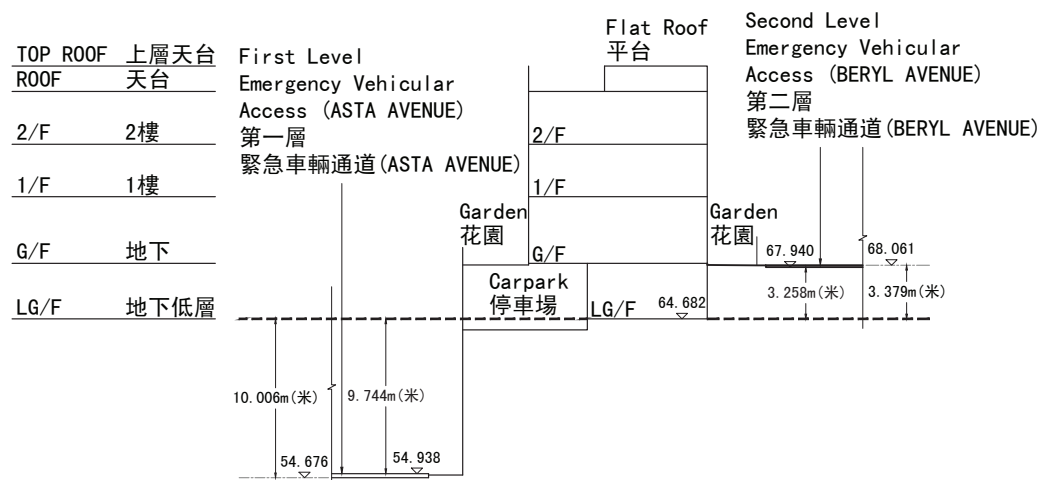 TOP ROOF 上層天台
ROOF 天台
2/F 2樓
1/F 1樓
G/F 地下
LG/F 地下低層
First Level
Emergency Vehicular
Access (ASTA AVENUE)
第一層
緊急車輛通道(ASTA AVENUE)
Flat Roof
平台
2/F
1/F
G/F
Garden
花園
Carpark
停車場
LG/F
64.682
Garden
花園
Second Level
Emergency Vehicular
Access (BERYL AVENUE)
第二層
緊急車輛通道(BERYL AVENUE)
67.940
68.061
3.258m(米)
3.379m(米)
10.006m(米)
9.744m(米)
54.676
54.938